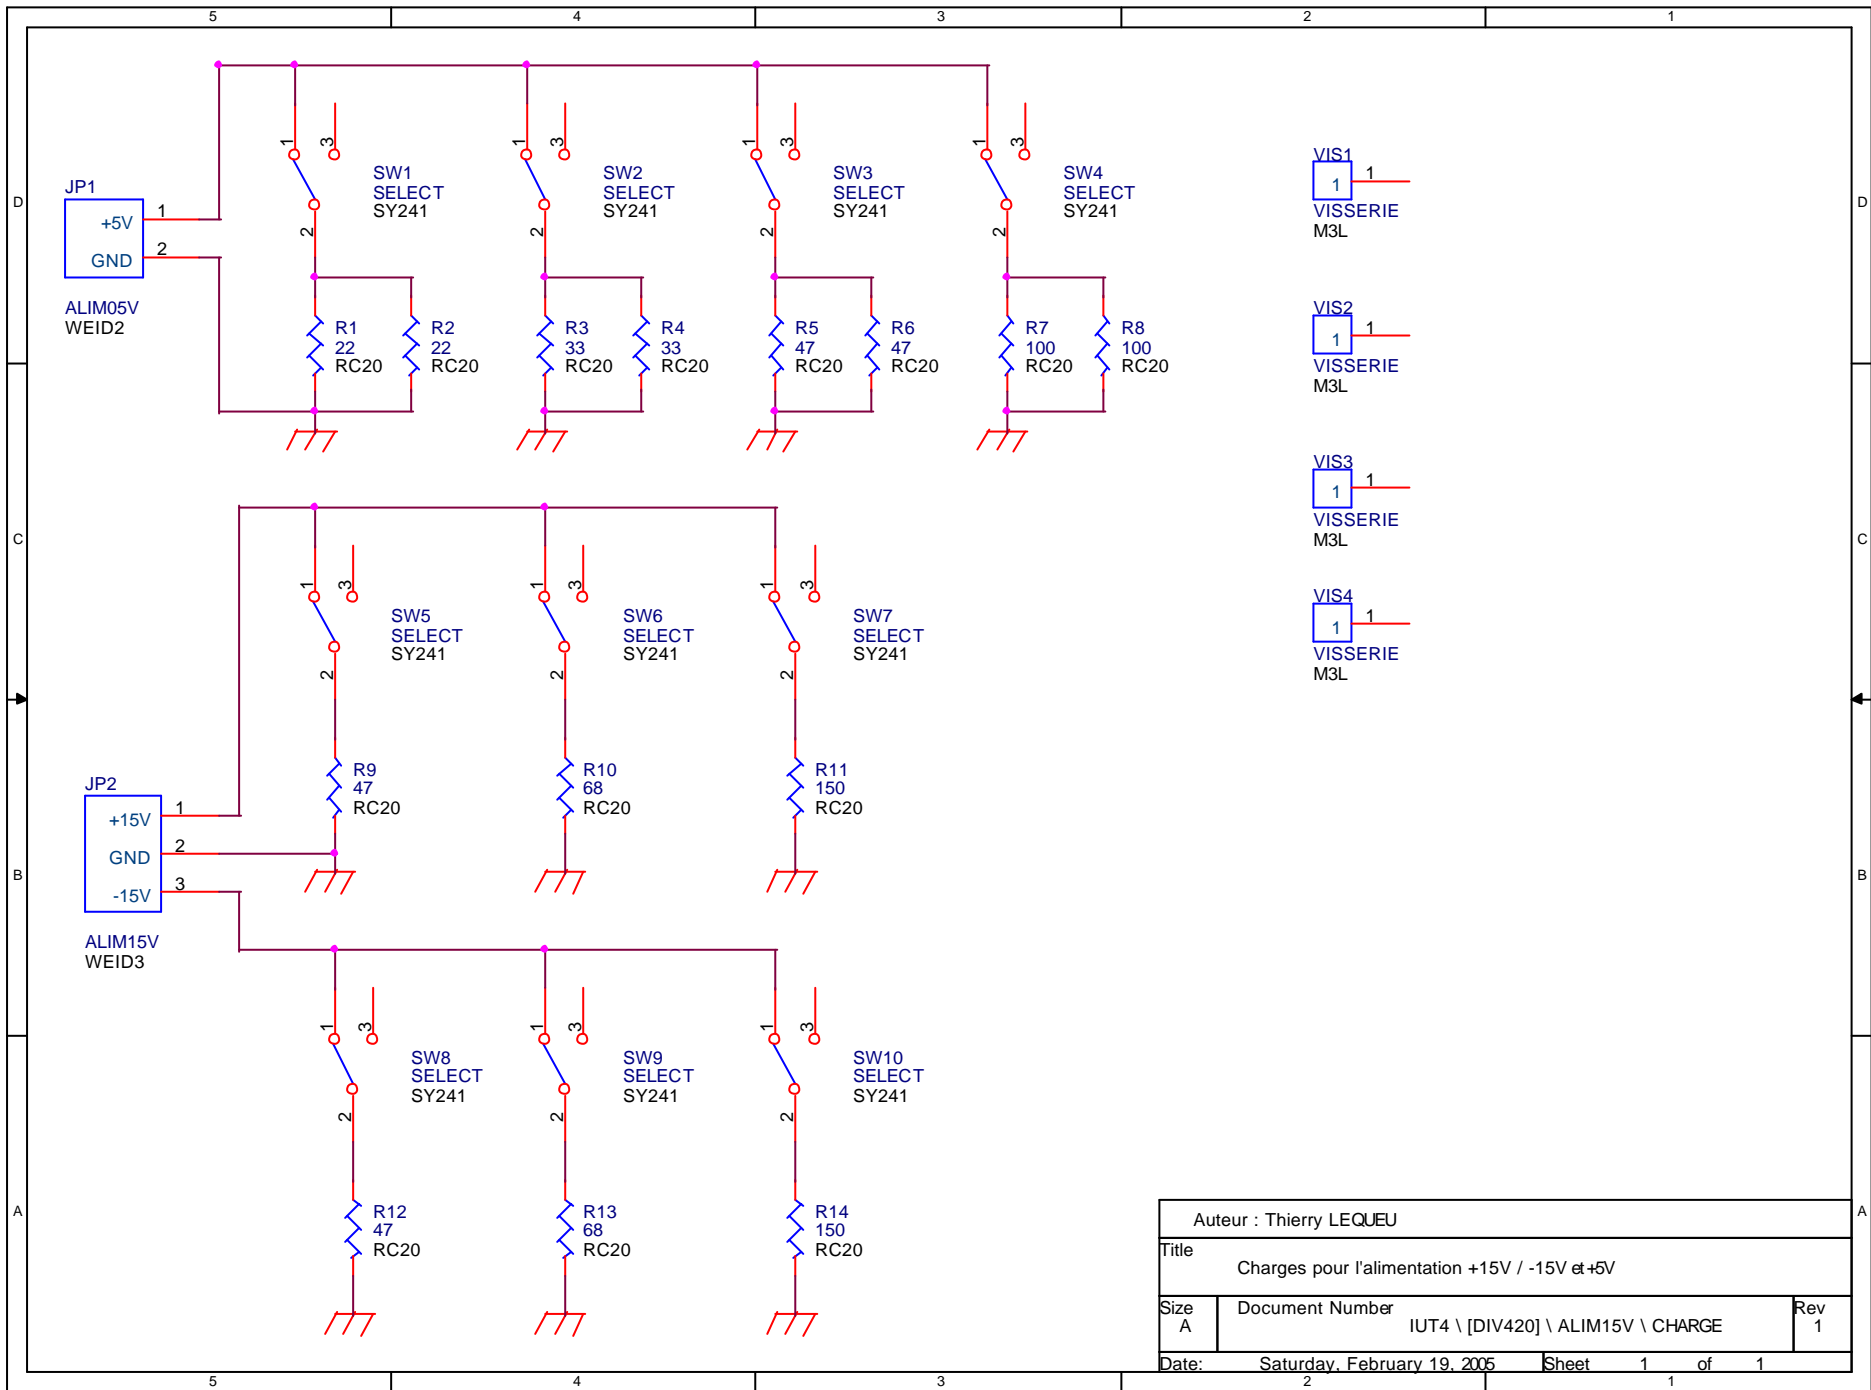 5 4 3 2 1
D D
C C
B B
A A
JP1
+5V 1
GND 2
ALIM05V
WEID2
1 3
2
SW1
SELECT
SY241
1 3
2
SW2
SELECT
SY241
1 3
2
SW3
SELECT
SY241
1 3
2
SW4
SELECT
SY241
R1
22
RC20
R2
22
RC20
R3
33
RC20
R4
33
RC20
R5
47
RC20
R6
47
RC20
R7
100
RC20
R8
100
RC20
VIS1
1 1
VISSERIE
M3L
VIS2
1 1
VISSERIE
M3L
VIS3
1 1
VISSERIE
M3L
VIS4
1 1
VISSERIE
M3L
1 3
2
SW5
SELECT
SY241
1 3
2
SW6
SELECT
SY241
1 3
2
SW7
SELECT
SY241
JP2
+15V 1
GND 2
-15V 3
ALIM15V
WEID3
R9
47
RC20
R10
68
RC20
R11
150
RC20
1 3
2
SW8
SELECT
SY241
1 3
2
SW9
SELECT
SY241
1 3
2
SW10
SELECT
SY241
R12
47
RC20
R13
68
RC20
R14
150
RC20
Auteur : Thierry LEQUEU
Title
Charges pour l'alimentation +15V / -15V et +5V
Size Document Number Rev
A IUT4 \ [DIV420] \ ALIM15V \ CHARGE 1
Date: Saturday, February 19, 2005 Sheet 1 of 1
5 4 3 2 1